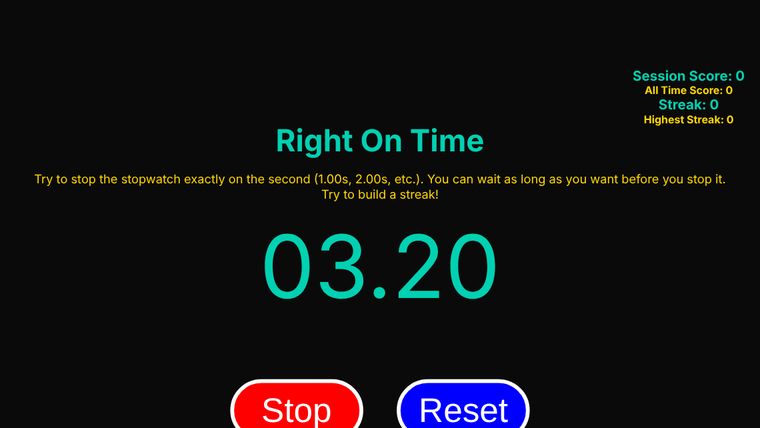 Session Score: 0
All Time Score: 0
Streak: 0
Highest Streak: 0
Right On Time
Try to stop the stopwatch exactly on the second (1.00s, 2.00s, etc.). You can wait as long as you want before you stop it.
Try to build a streak!
03.20
Stop
Reset